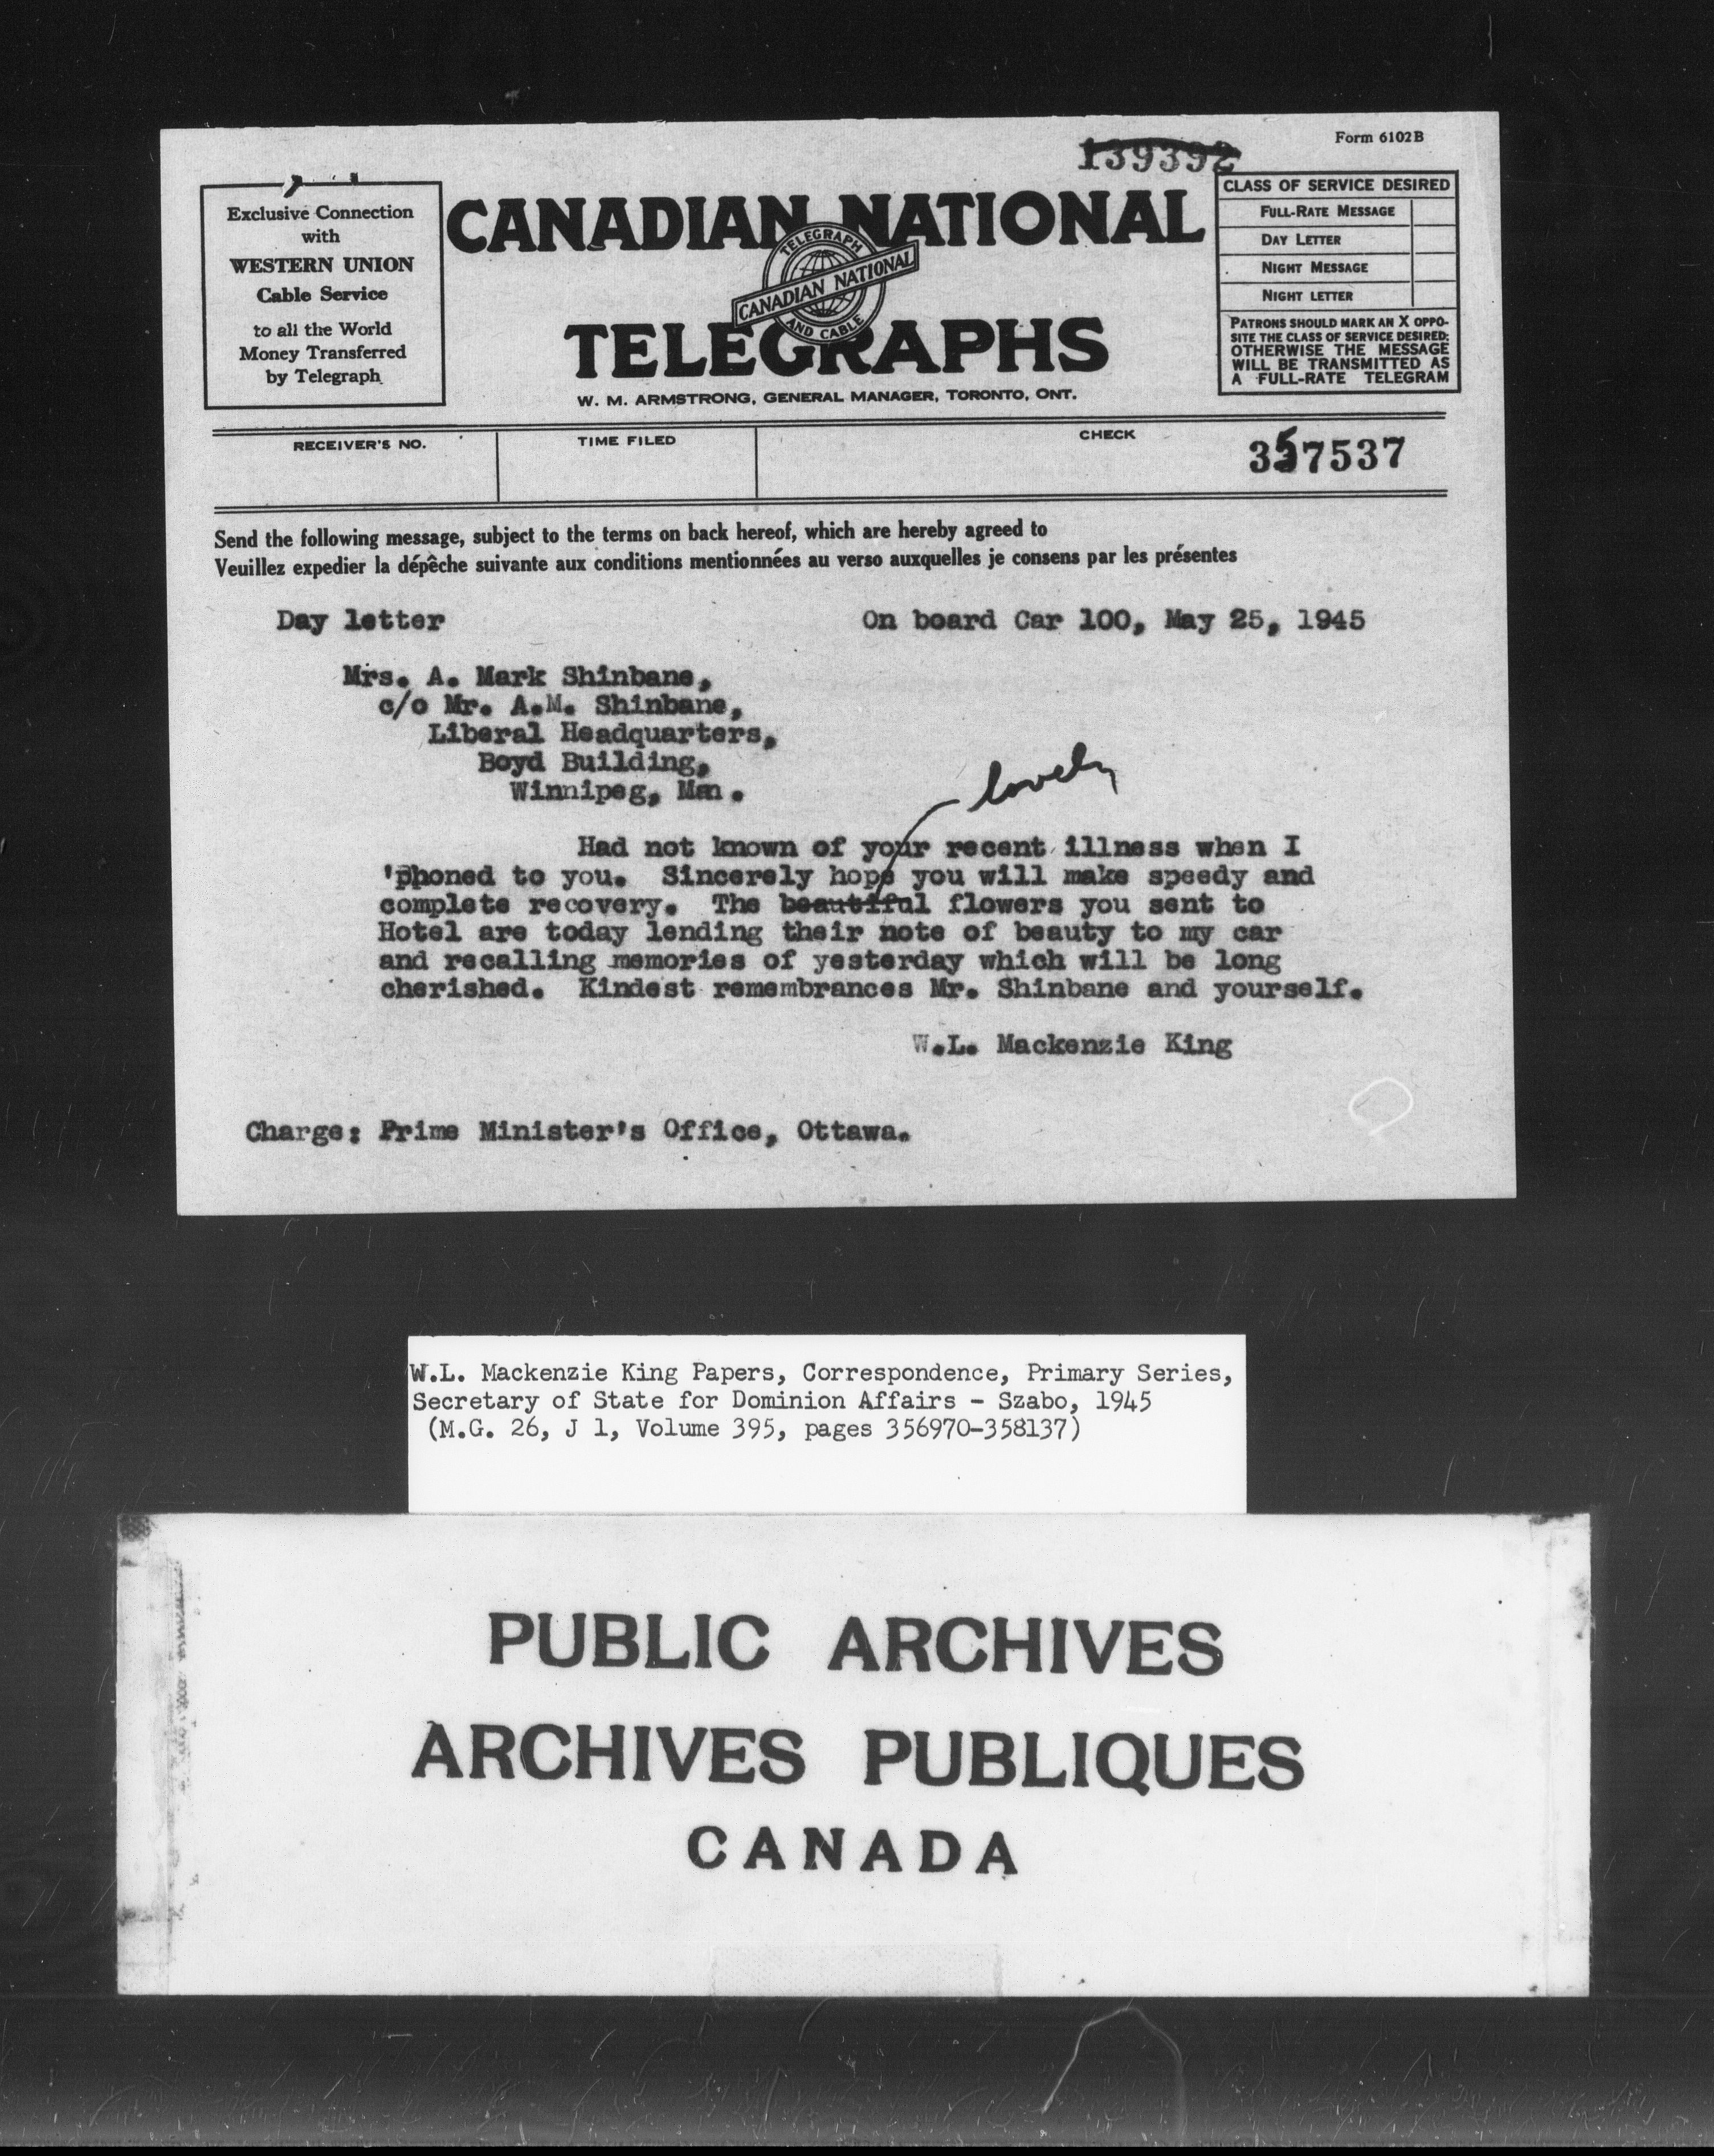 139392
Form 6102B
Exclusive Connection
with
WESTERN UNION
Cable Service
to all the World
Money Transferred
by Telegraph
CANADIAN NATIONAL
TELEGRAPH
CANADIAN NATIONAL
AND CABLE
TELEGRAPHS
W. M. ARMSTRONG, GENERAL MANAGER, TORONTO, ONT.
CLASS OF SERVICE DESIRED
FULL-RATE MESSAGE
DAY LETTER
NIGHT MESSAGE
NIGHT LETTER
PATRONS SHOULD MARK AN X OPPO-
SITE THE CLASS OF SERVICE DESIRED;
OTHERWISE THE MESSAGE
WILL BE TRANSMITTED AS
A FULL-RATE TELEGRAM
RECEIVER'S NO.
TIME FILED
CHECK
357537
Send the following message, subject to the terms on back hereof, which are hereby agreed to
Veuillez expedier la dépêche suivante aux conditions mentionnées au verso auxquelles je consens par les présentes
Day letter
On board Car 100, May 25, 1945
Mrs. A. Mark Shinbane,
c/o Mr. A.M. Shinbane,
Liberal Headquarters,
Boyd Building,
Winnipeg, Man.
lovely
Had not known of your recent illness when I
'phoned to you. Sincerely hope you will make speedy and
complete recovery. The beautiful flowers you sent to
Hotel are today lending their note of beauty to my car
and recalling memories of yesterday which will be long
cherished. Kindest remembrances Mr. Shinbane and yourself.
W.L. Mackenzie King
Charge: Prime Minister's Office, Ottawa.
W.L. Mackenzie King Papers, Correspondence, Primary Series,
Secretary of State for Dominion Affairs - Szabo, 1945
(M.G. 26, J 1, Volume 395, pages 356970-358137)
PUBLIC ARCHIVES
ARCHIVES PUBLIQUES
CANADA